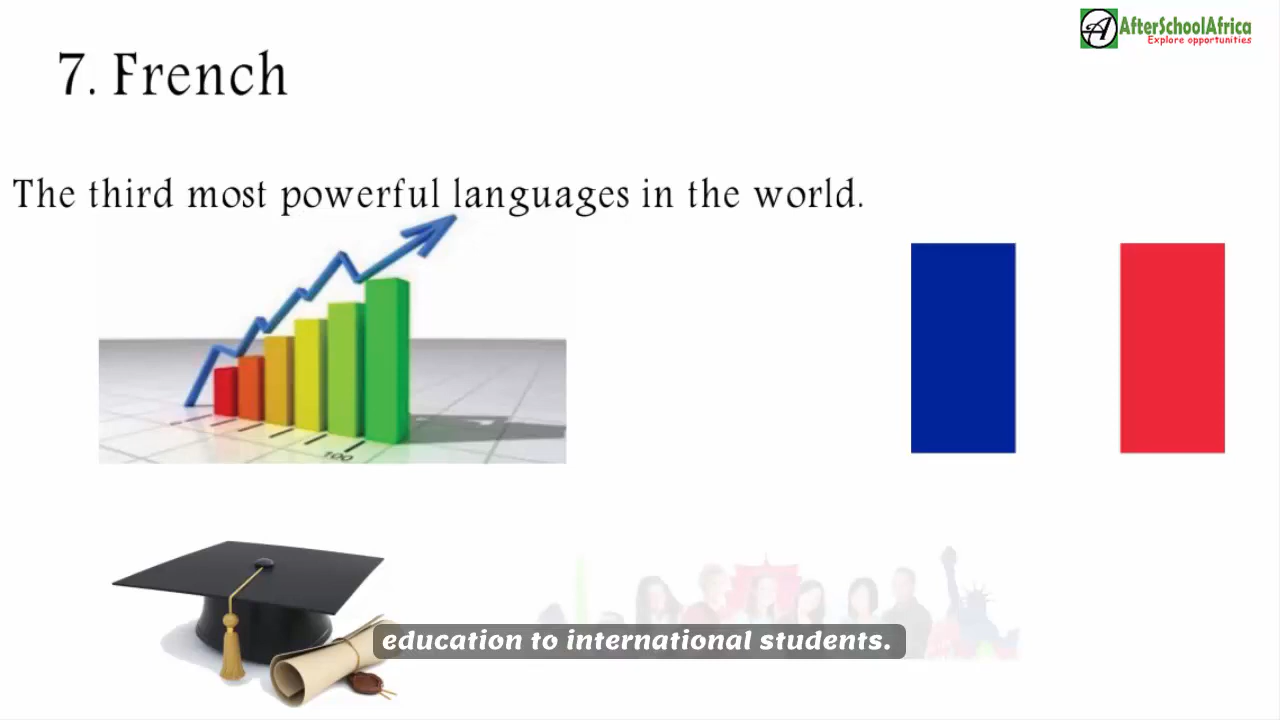 AfterSchoolAfrica
Explore opportunities
7. French
The third most powerful languages in the world.
100
education to international students.